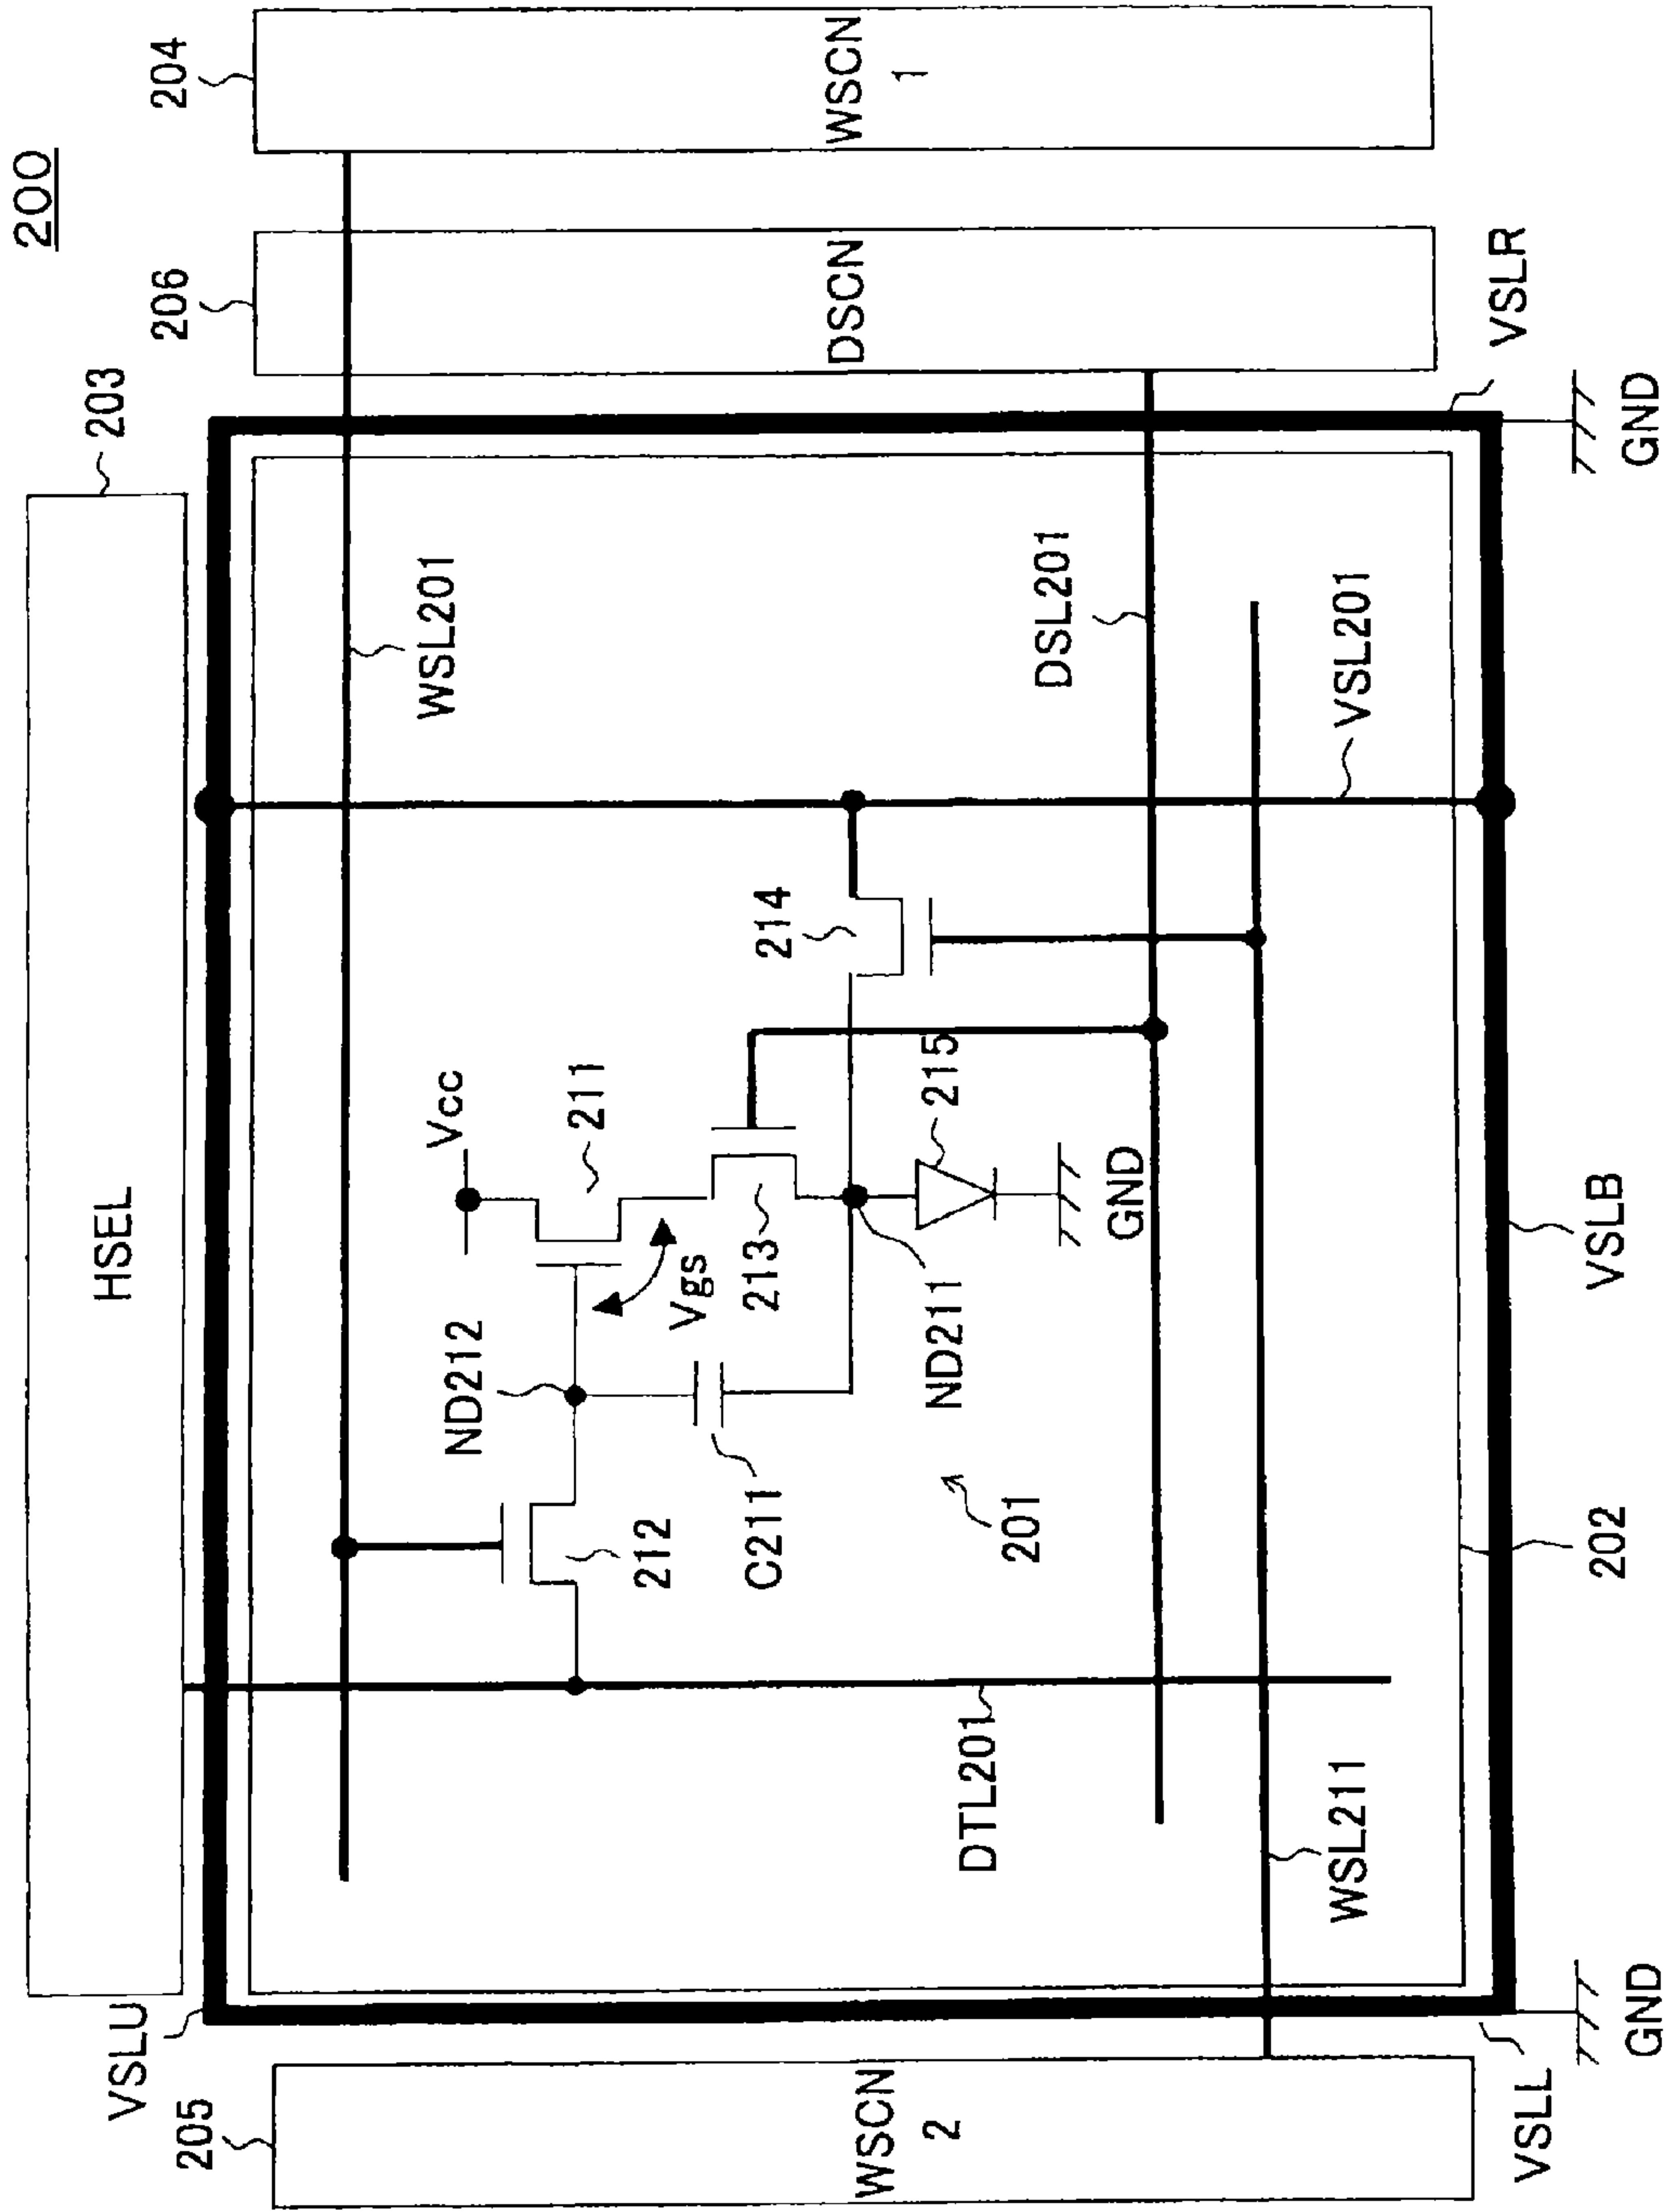 200
HSEL
203
VSLU
205
WSCN
2
206
DSCN
204
WSCN
1
WSL201
Vcc
211
ND212
Vgs
212
C211
213
214
215
ND211
GND
201
DTL201
DSL201
WSL211
VSL201
VSLL
GND
202
VSLB
VSLR
GND